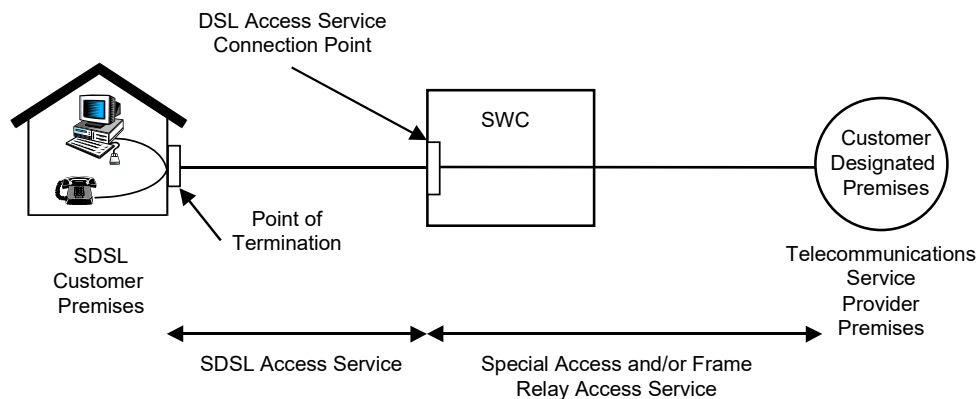 DSL Access Service
Connection Point
SWC
Customer
Designated
Premises
Point of
Termination
SDSL
Customer
Premises
Telecommunications
Service
Provider
Premises
SDSL Access Service
Special Access and/or Frame
Relay Access Service